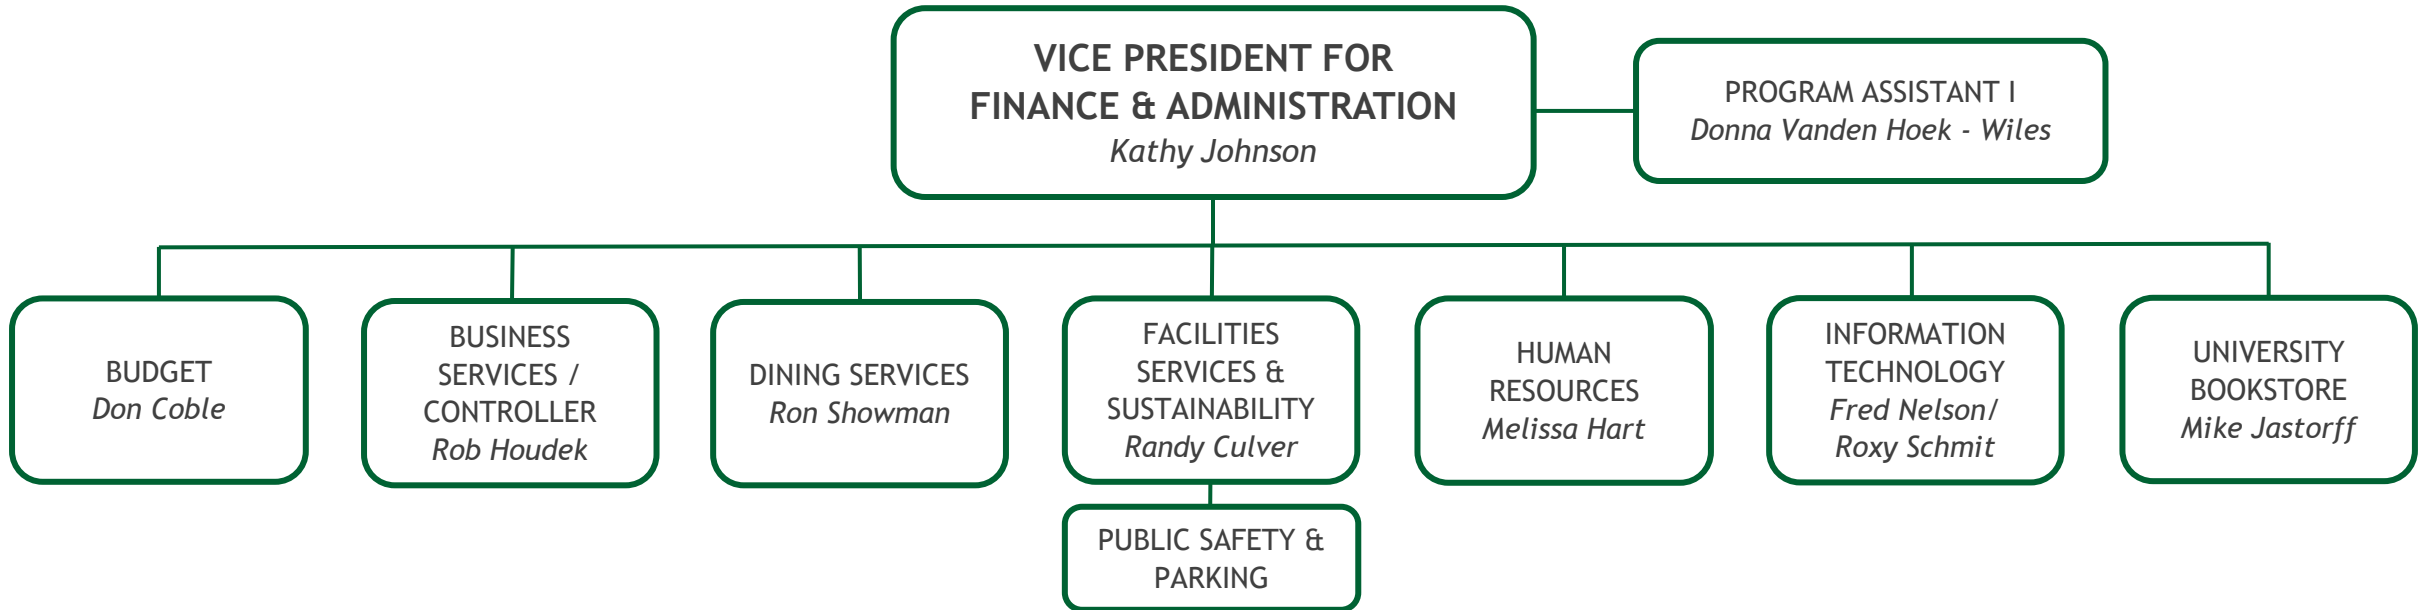 VICE PRESIDENT FOR
FINANCE & ADMINISTRATION
Kathy Johnson
PROGRAM ASSISTANT I
Donna Vanden Hoek - Wiles
BUDGET
Don Coble
BUSINESS
SERVICES /
CONTROLLER
Rob Houdek
DINING SERVICES
Ron Showman
FACILITIES
SERVICES &
SUSTAINABILITY
Randy Culver
HUMAN
RESOURCES
Melissa Hart
INFORMATION
TECHNOLOGY
Fred Nelson/
Roxy Schmit
UNIVERSITY
BOOKSTORE
Mike Jastorff
PUBLIC SAFETY &
PARKING